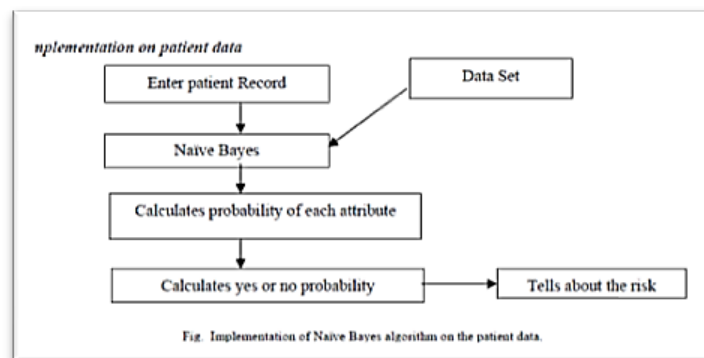 nplementation on patient data
Enter patient Record
Data Set
Naïve Bayes
Calculates probability of each attribute
Calculates yes or no probability
Tells about the risk
Fig. Implementation of Naïve Bayes algorithm on the patient data.